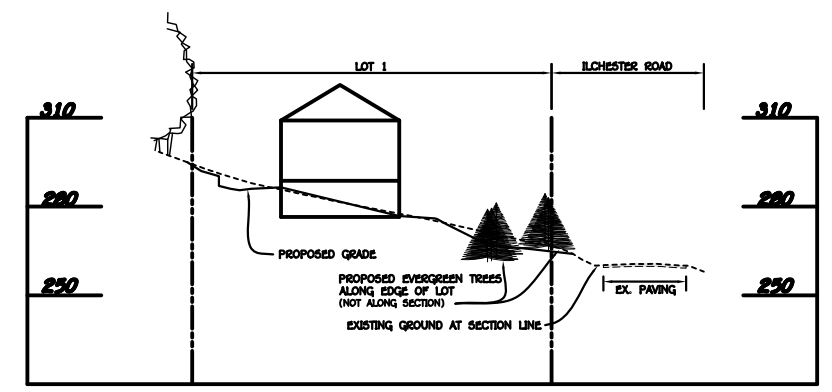 LOT 1
ILCHESTER ROAD
310
310
280
280
PROPOSED GRADE
PROPOSED EVERGREEN TREES
ALONG EDGE OF LOT
(NOT ALONG SECTION)
250
250
EX. PAVING
EXISTING GROUND AT SECTION LINE